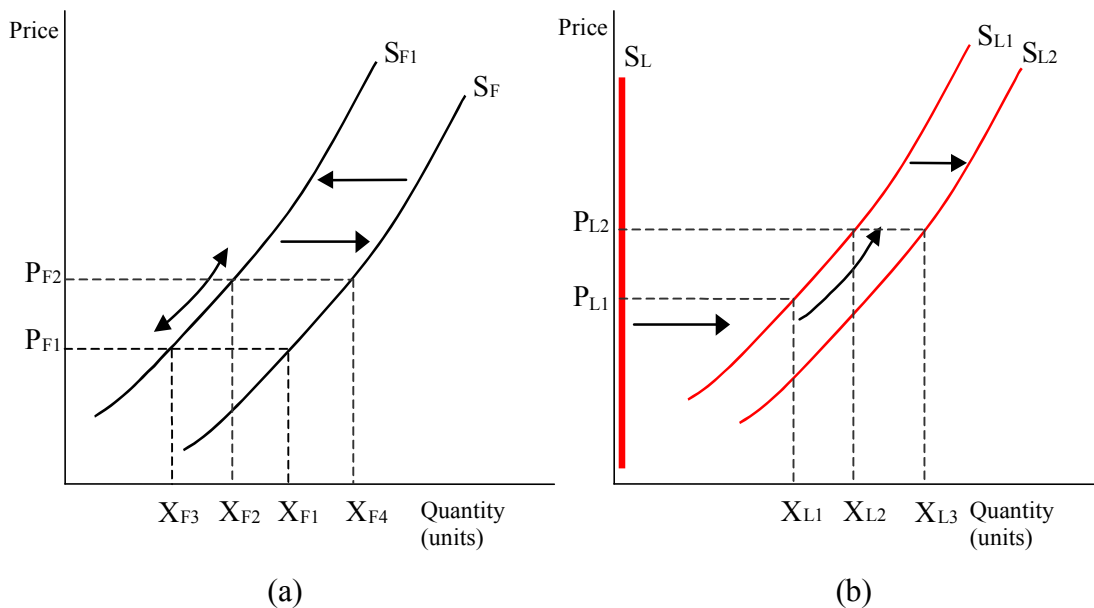 Price
S_F1
S_F
P_F2
P_F1
X_F3 X_F2 X_F1 X_F4 Quantity
(units)
(a)
Price
S_L
S_L1
S_L2
P_L2
P_L1
X_L1 X_L2 X_L3 Quantity
(units)
(b)